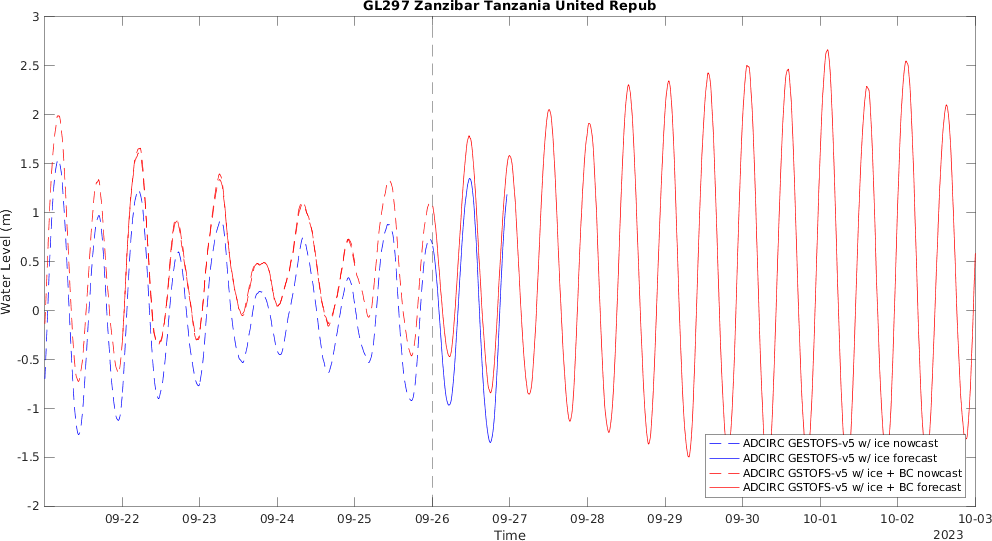 GL297 Zanzibar Tanzania United Repub
Water Level (m)
3
2.5
2
1.5
1
0.5
0
-0.5
-1
-1.5
-2
ADCIRC GESTOFS-v5 w/ ice nowcast
ADCIRC GESTOFS-v5 w/ ice forecast
ADCIRC GSTOFS-v5 w/ ice + BC nowcast
ADCIRC GSTOFS-v5 w/ ice + BC forecast
09-22 09-23 09-24 09-25 09-26 09-27 09-28 09-29 09-30 10-01 10-02 10-03
Time
2023